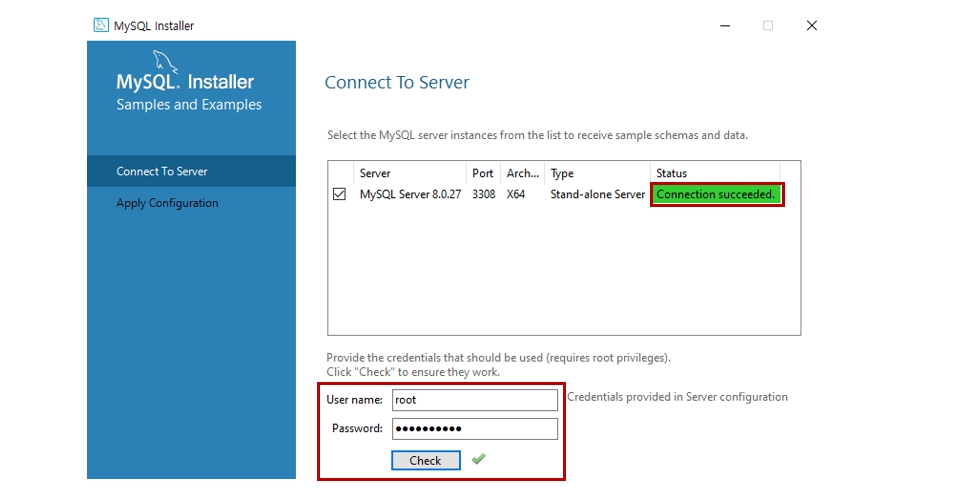 MySQL Installer
MySQL. Installer
Samples and Examples
Connect To Server
Apply Configuration
Connect To Server
Select the MySQL server instances from the list to receive sample schemas and data.
Server Port Arch... Type Status
MySQL Server 8.0.27 3308 X64 Stand-alone Server Connection succeeded.
Provide the credentials that should be used (requires root privileges).
Click "Check" to ensure they work.
User name: root Credentials provided in Server configuration
Password: ●●●●●●●●●●
Check